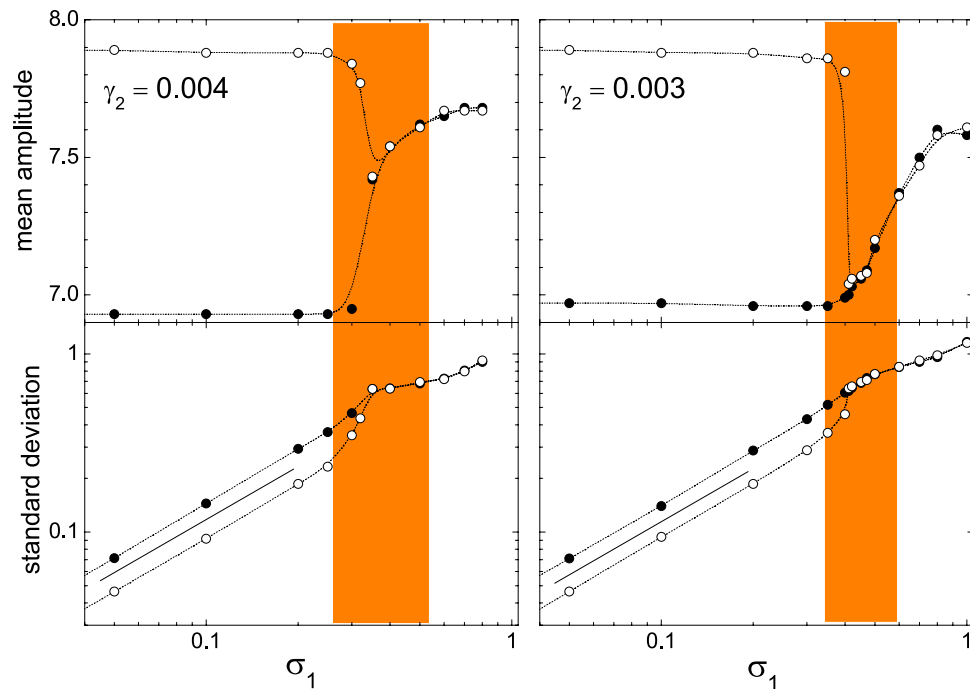 8.0
γ₂ = 0.004
γ₂ = 0.003
7.5
7.0
mean amplitude
1
0.1
standard deviation
0.1
1
0.1
1
σ₁
σ₁